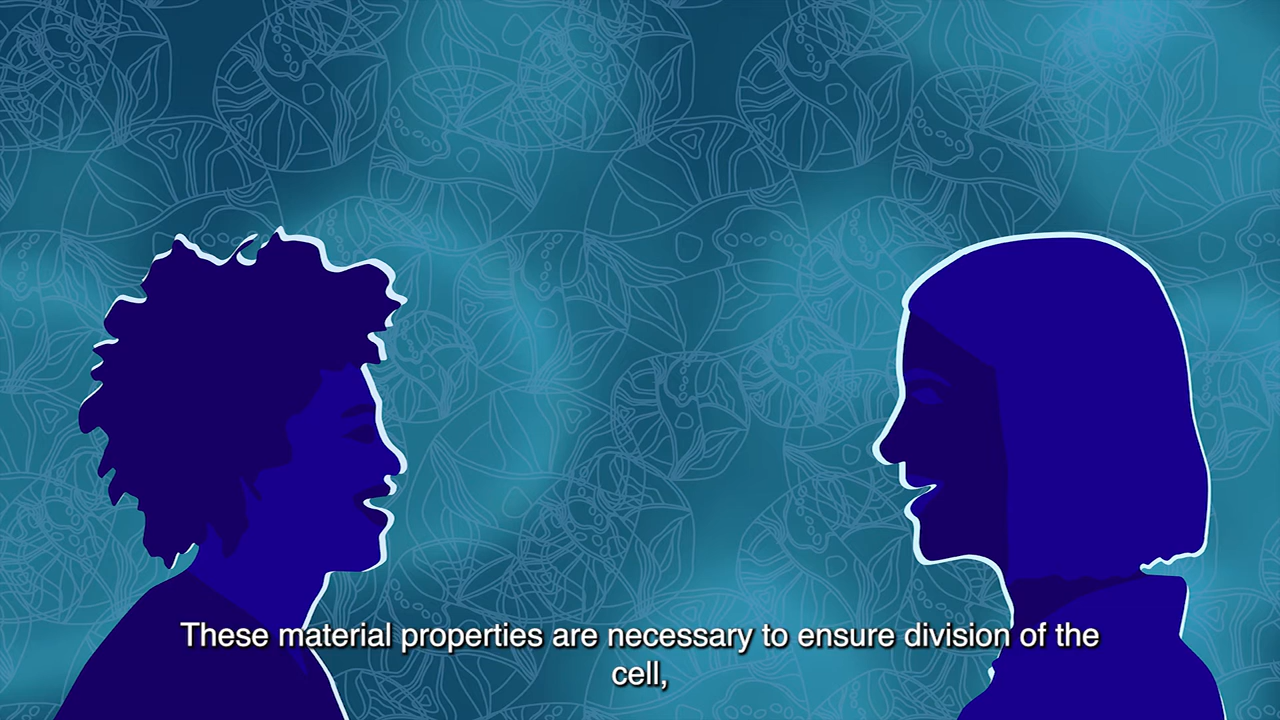 These material properties are necessary to ensure division of the
cell,